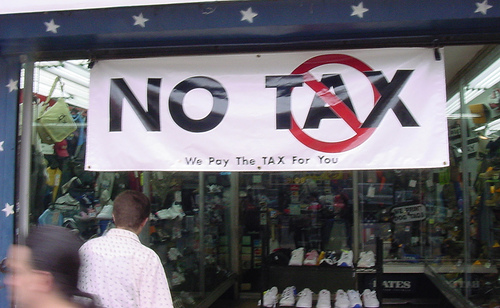 NO TAX
We Pay The TAX For You